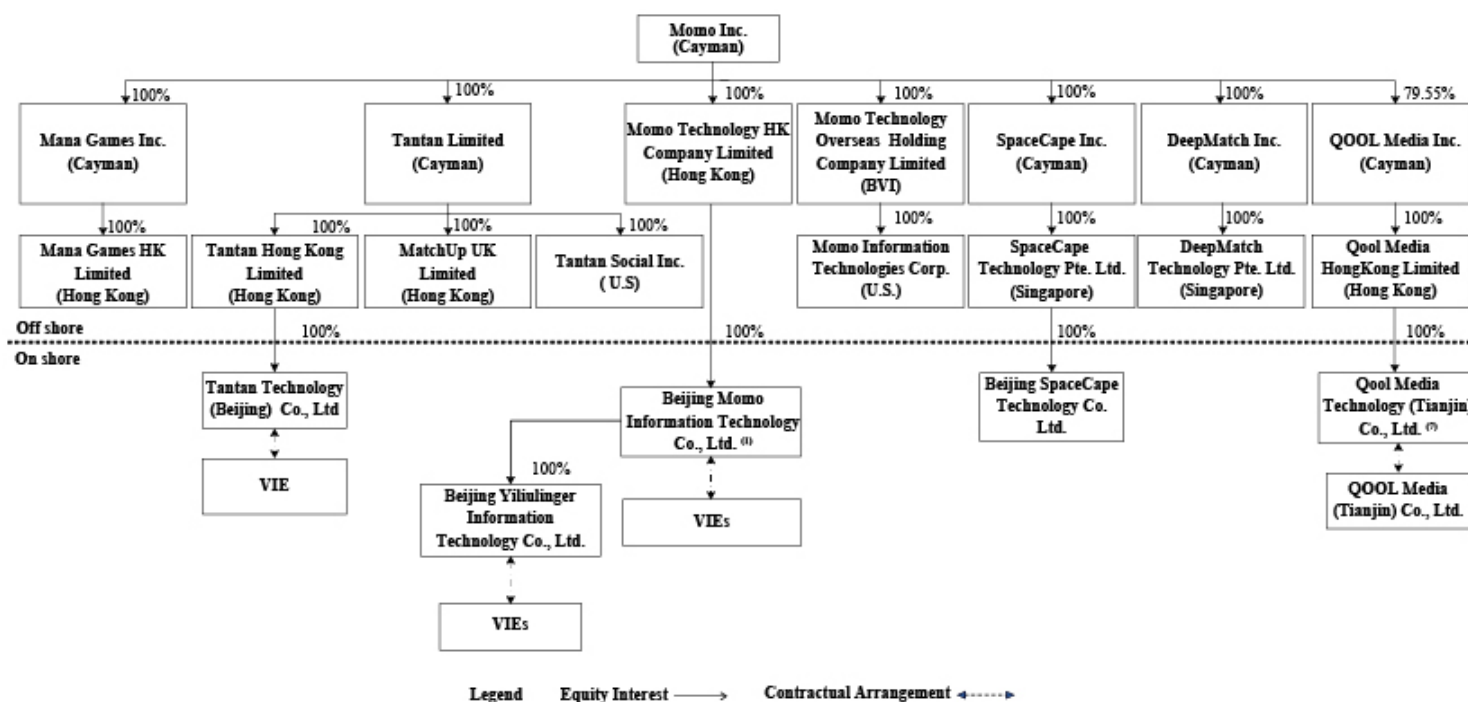 Momo Inc.
(Cayman)
100%
100%
100%
100%
100%
100%
79.55%
Mana Games Inc.
(Cayman)
Tantan Limited
(Cayman)
Momo Technology HK
Company Limited
(Hong Kong)
Momo Technology
Overseas Holding
Company Limited
(BVI)
SpaceCape Inc.
(Cayman)
DeepMatch Inc.
(Cayman)
QOOL Media Inc.
(Cayman)
100%
100%
100%
100%
100%
100%
100%
100%
Mana Games HK
Limited
(Hong Kong)
Tantan Hong Kong
Limited
(Hong Kong)
MatchUp UK
Limited
(Hong Kong)
Tantan Social Inc.
( U.S)
Momo Information
Technologies Corp.
(U.S.)
SpaceCape
Technology Pte. Ltd.
(Singapore)
DeepMatch
Technology Pte. Ltd.
(Singapore)
Qool Media
HongKong Limited
(Hong Kong)
Off shore
100%
100%
100%
100%
On shore
Tantan Technology
(Beijing) Co., Ltd
Beijing Momo
Information Technology
Co., Ltd. (1)
Beijing SpaceCape
Technology Co.
Ltd.
Qool Media
Technology (Tianjin)
Co., Ltd. (7)
VIE
100%
Beijing Yiliulinger
Information
Technology Co., Ltd.
VIEs
QOOL Media
(Tianjin) Co., Ltd.
VIEs
Legend Equity Interest Contractual Arrangement